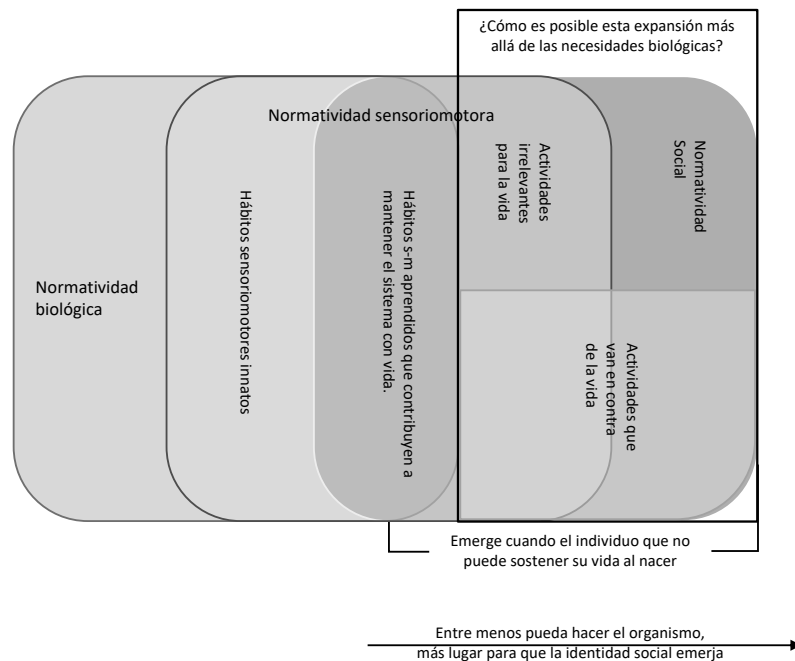 ¿Cómo es posible esta expansión más
allá de las necesidades biológicas?
Normatividad sensoriomotora
Normatividad
biológica
Hábitos sensoriomotores innatos
Hábitos s-m aprendidos que contribuyen a
mantener el sistema con vida.
Actividades
irrelevantes
para la vida
Normatividad
Social
Actividades que
van en contra
de la vida
Emerge cuando el individuo que no
puede sostener su vida al nacer
Entre menos pueda hacer el organismo,
más lugar para que la identidad social emerja